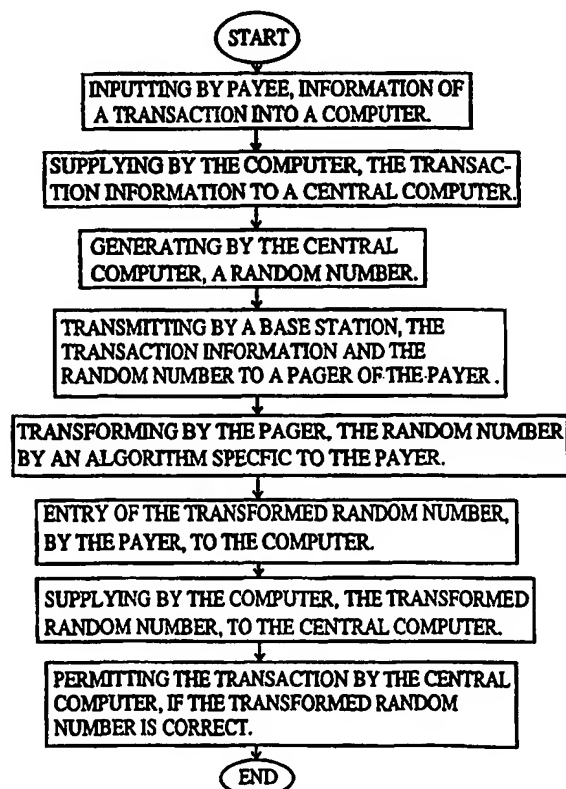 START
INPUTTING BY PAYEE, INFORMATION OF
A TRANSACTION INTO A COMPUTER.
SUPPLYING BY THE COMPUTER, THE TRANSAC-
TION INFORMATION TO A CENTRAL COMPUTER.
GENERATING BY THE CENTRAL
COMPUTER, A RANDOM NUMBER.
TRANSMITTING BY A BASE STATION, THE
TRANSACTION INFORMATION AND THE
RANDOM NUMBER TO A PAGER OF THE PAYER.
TRANSFORMING BY THE PAGER, THE RANDOM NUMBER
BY AN ALGORITHM SPECFIC TO THE PAYER.
ENTRY OF THE TRANSFORMED RANDOM NUMBER,
BY THE PAYER, TO THE COMPUTER.
SUPPLYING BY THE COMPUTER, THE TRANSFORMED
RANDOM NUMBER, TO THE CENTRAL COMPUTER.
PERMITTING THE TRANSACTION BY THE CENTRAL
COMPUTER, IF THE TRANSFORMED RANDOM
NUMBER IS CORRECT.
END